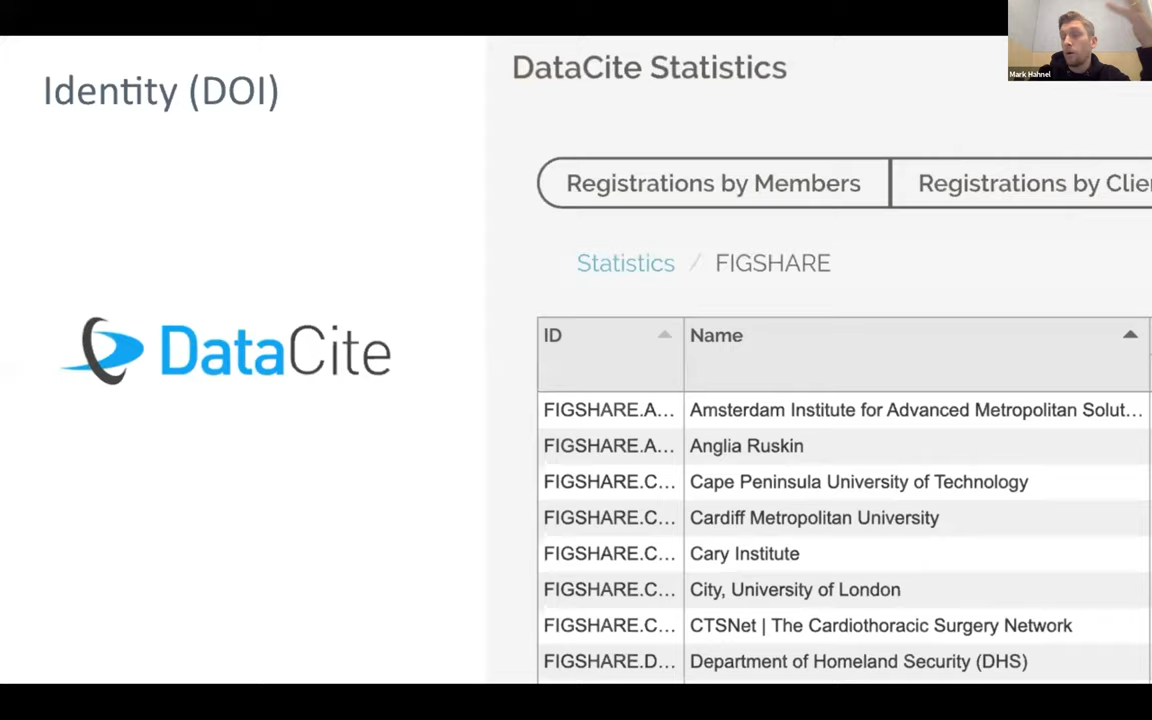 Identity (DOI)
DataCite
DataCite Statistics
Registrations by Members
Registrations by Clie
Statistics / FIGSHARE
ID Name
FIGSHARE.A... Amsterdam Institute for Advanced Metropolitan Solut...
FIGSHARE.A... Anglia Ruskin
FIGSHARE.C... Cape Peninsula University of Technology
FIGSHARE.C... Cardiff Metropolitan University
FIGSHARE.C... Cary Institute
FIGSHARE.C... City, University of London
FIGSHARE.C... CTSNet | The Cardiothoracic Surgery Network
FIGSHARE.D... Department of Homeland Security (DHS)
Mark Hahnel